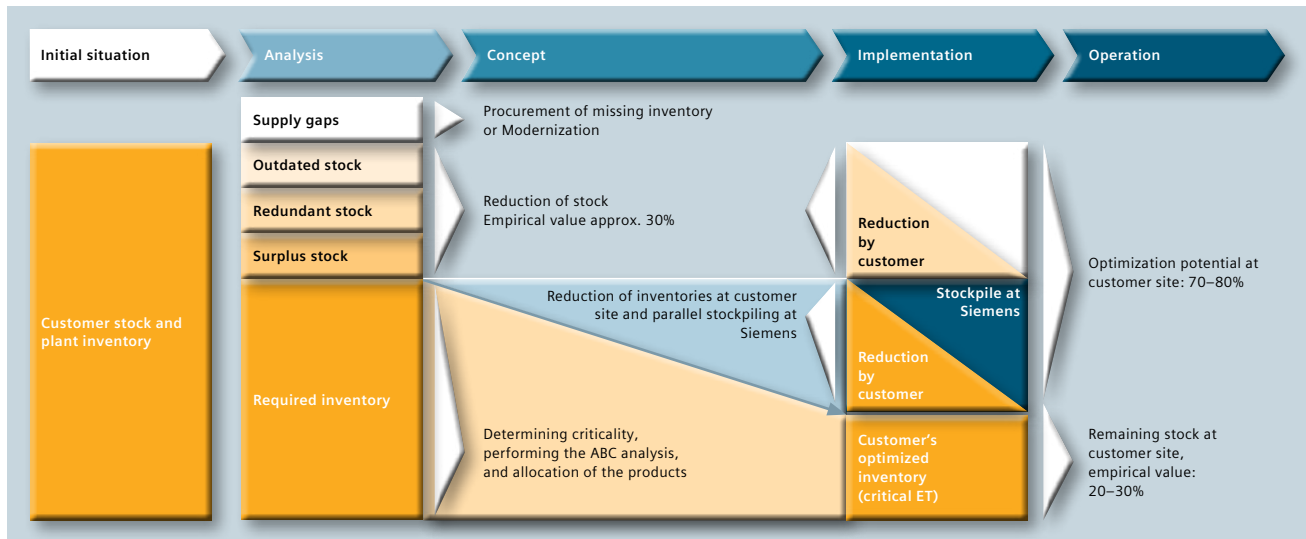 Initial situation
Analysis
Concept
Implementation
Operation
Customer stock and
plant inventory
Supply gaps
Outdated stock
Redundant stock
Surplus stock
Required inventory
Procurement of missing inventory
or Modernization
Reduction of stock
Empirical value approx. 30%
Reduction of inventories at customer
site and parallel stockpiling at
Siemens
Determining criticality,
performing the ABC analysis,
and allocation of the products
Reduction
by
customer
Stockpile at
Siemens
Reduction
by
customer
Customer’s
optimized
inventory
(critical ET)
Optimization potential at
customer site: 70–80%
Remaining stock at
customer site,
empirical value:
20–30%